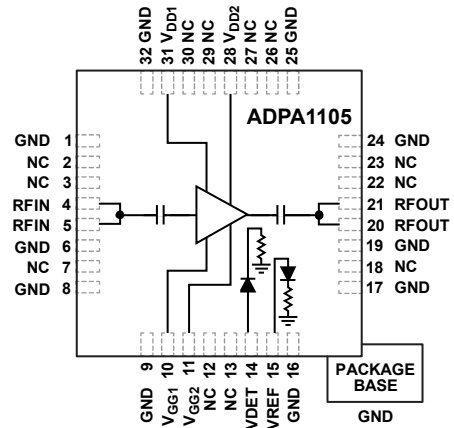 32 GND
31 VDD1
30 NC
29 NC
28 VDD2
27 NC
26 NC
25 GND
ADPA1105
GND 1
NC 2
NC 3
RFIN 4
RFIN 5
GND 6
NC 7
GND 8
24 GND
23 NC
22 NC
21 RFOUT
20 RFOUT
19 GND
18 NC
17 GND
GND 9
VGG1 10
VGG2 11
NC 12
NC 13
VDET 14
VREF 15
GND 16
PACKAGE
BASE
GND